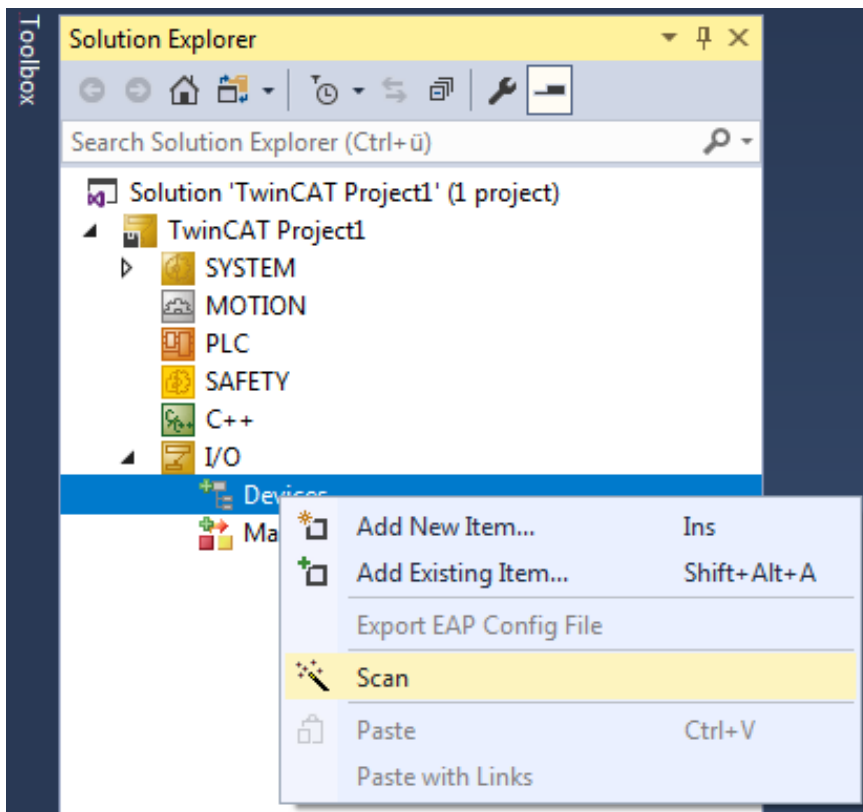 Toolbox
Solution Explorer
Search Solution Explorer (Ctrl+ü)
Solution 'TwinCAT Project1' (1 project)
TwinCAT Project1
SYSTEM
MOTION
PLC
SAFETY
C++
I/O
Devices
Ma
Add New Item... Ins
Add Existing Item... Shift+Alt+A
Export EAP Config File
Scan
Paste Ctrl+V
Paste with Links